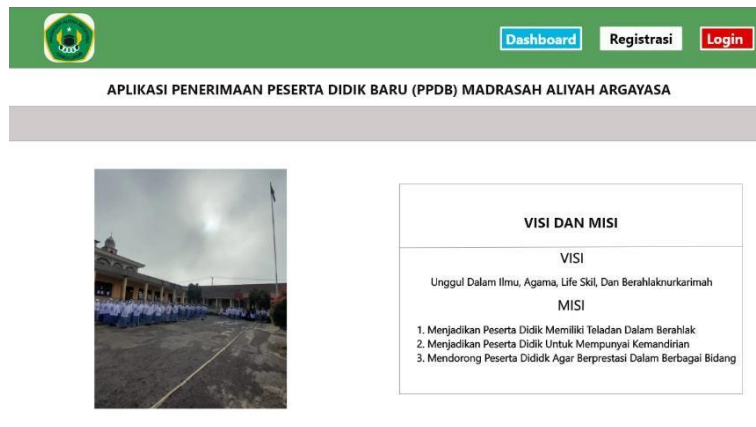 Dashboard
Registrasi
Login
APLIKASI PENERIMAAN PESERTA DIDIK BARU (PPDB) MADRASAH ALIYAH ARGAYASA
VISI DAN MISI
VISI
Unggul Dalam Ilmu, Agama, Life Skil, Dan Berahlaknurkarimah
MISI
1. Menjadikan Peserta Didik Memiliki Teladan Dalam Berahlak
2. Menjadikan Peserta Didik Untuk Mempunyai Kemandirian
3. Mendorong Peserta Dididk Agar Berprestasi Dalam Berbagai Bidang